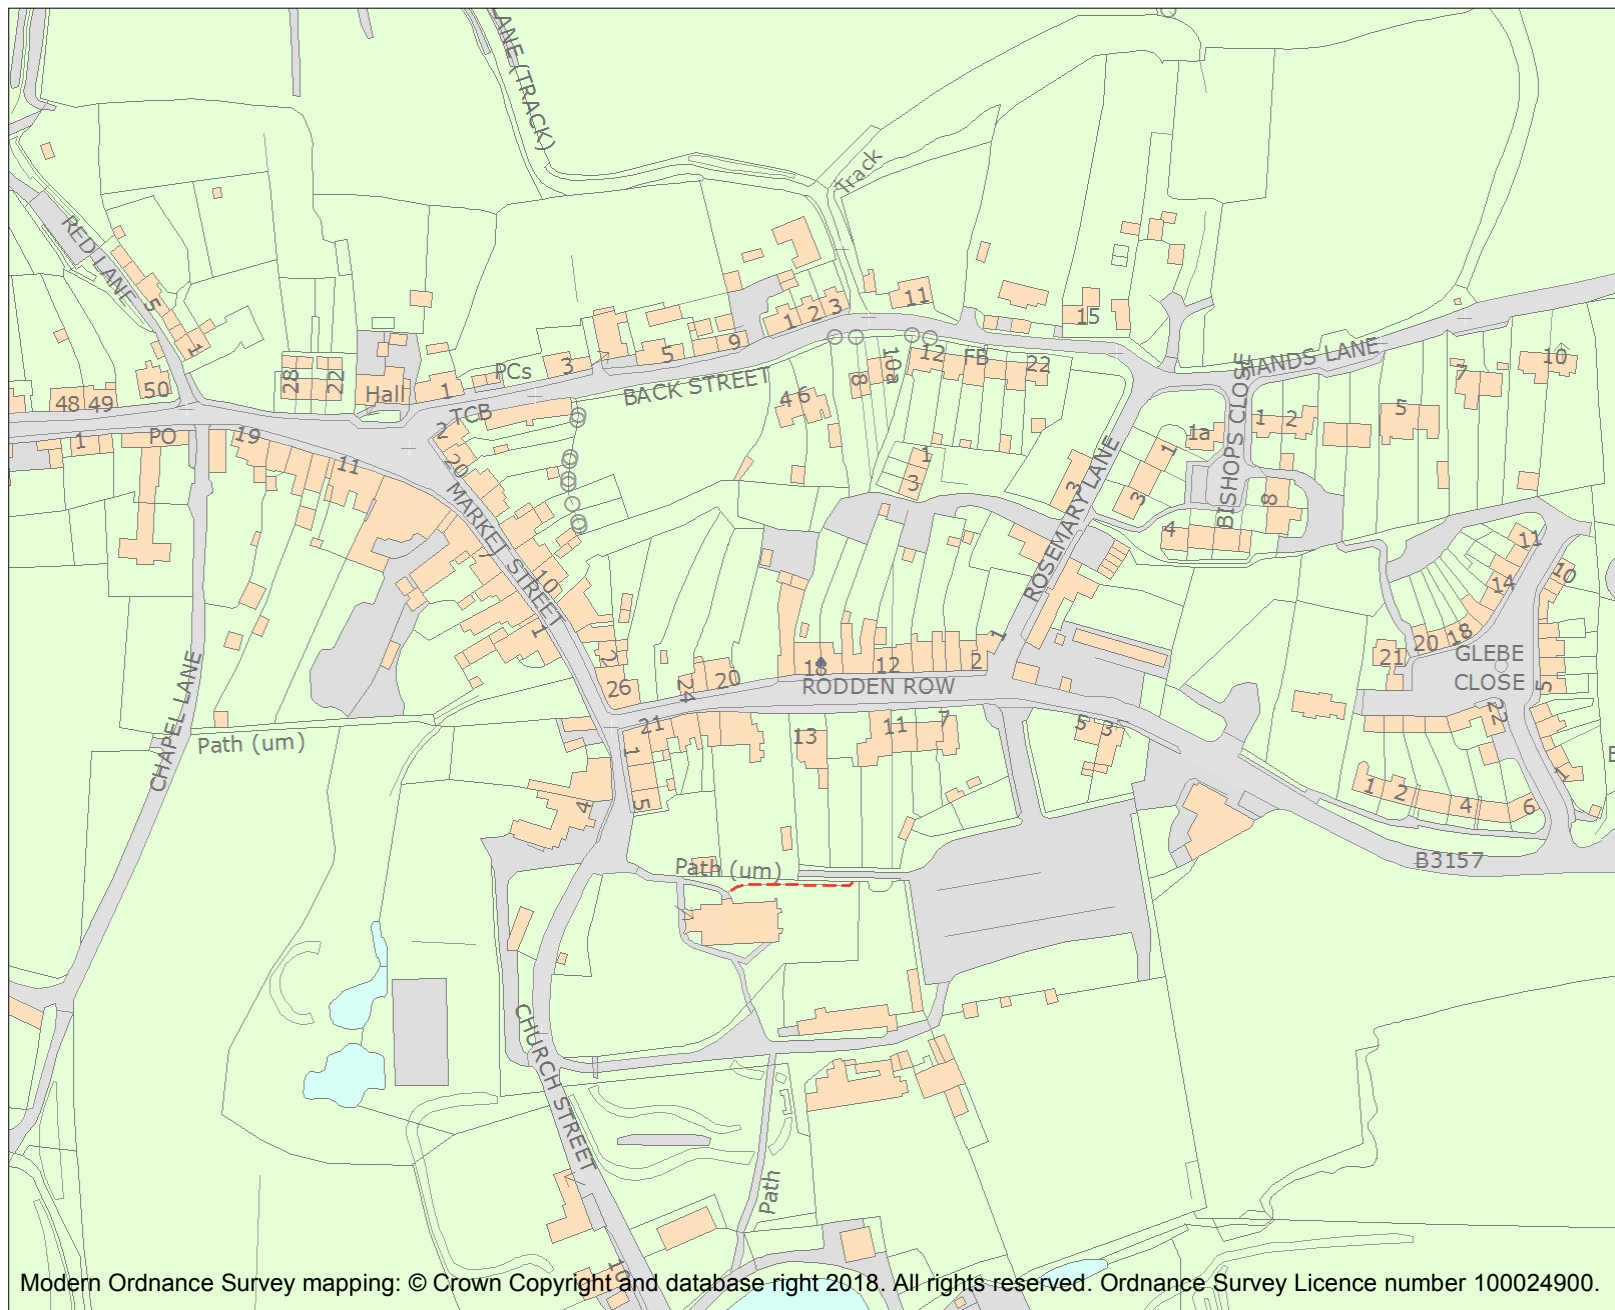 ANE (TRACK)
Track
RED LANE
5
1
11
1 2 3
15
9
5
3
PCs
1
Hall
28
22
50
48 49
1
PO
19
11
TCB
2
20
BACK STREET
4 6
8
10a
12
FB
22
SHANDS LANE
10
7
5
1 2
1a
BISHOPS CLOSE
8
4
1
3
3
ROSEMARY LANE
1
3
MARKET STREET
10
1
2
26
24
20
18
12
2
1
RODDEN ROW
11
14
10
18
20
21
GLEBE
CLOSE
5
22
1
CHAPEL LANE
Path (um)
21
1
5
4
13
11
7
5
3
1 2 4 6
B3157
Path (um)
CHURCH STREET
Path
10
Modern Ordnance Survey mapping: © Crown Copyright and database right 2018. All rights reserved. Ordnance Survey Licence number 100024900.